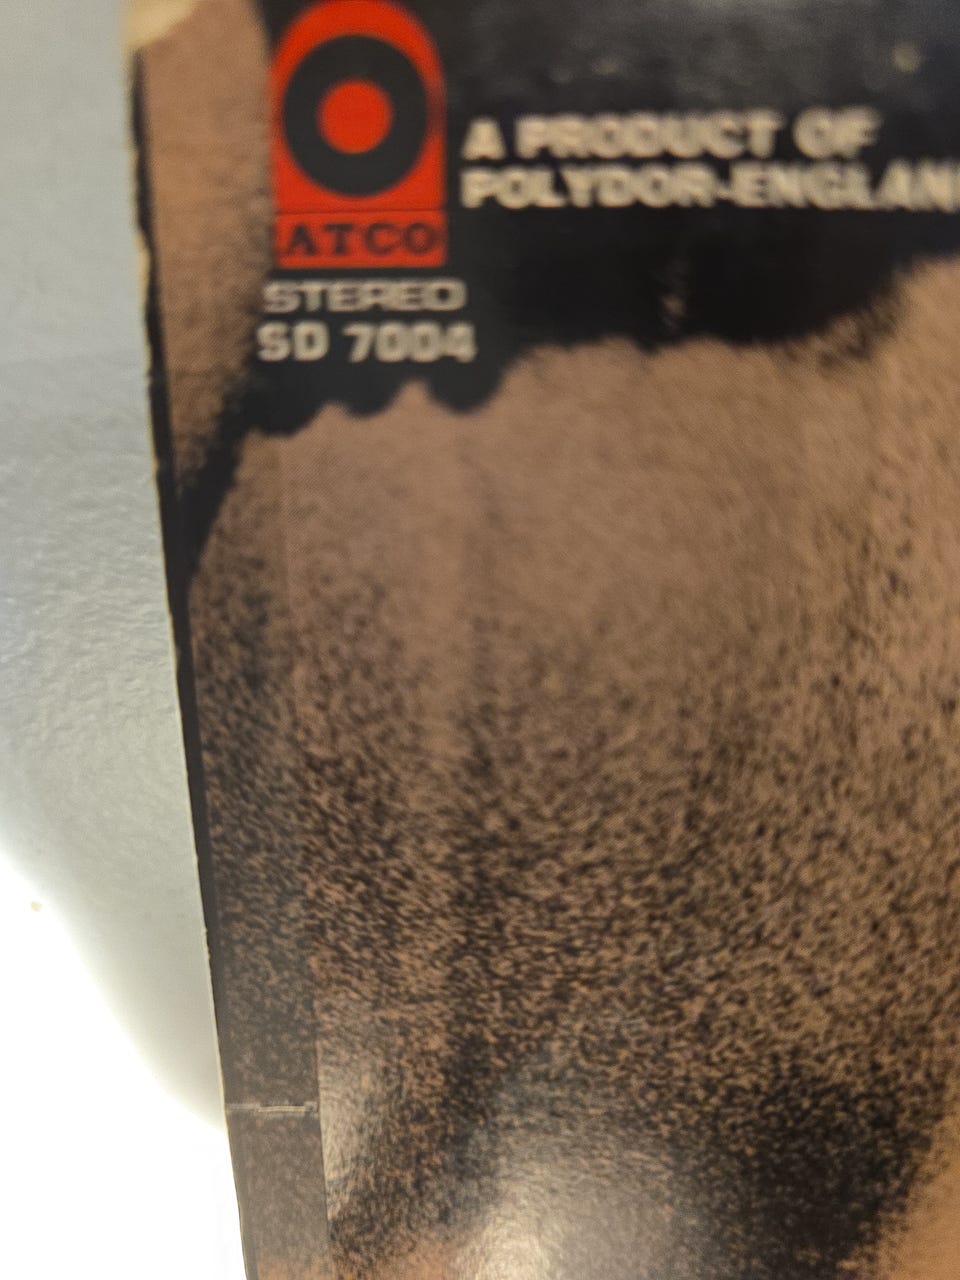 ATCO
A PRODUCT OF
POLYDOR-ENGLAN
STEREO
SD 7004